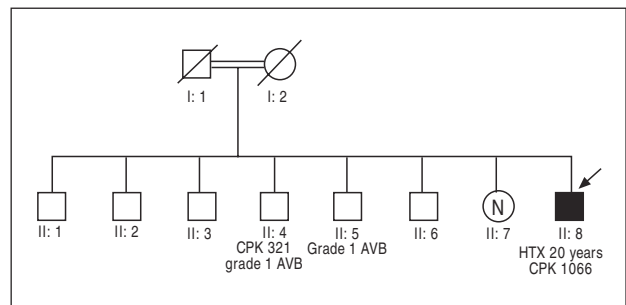 I: 1 I: 2
N
II: 1 II: 2 II: 3 II: 4 II: 5 II: 6 II: 7 II: 8
CPK 321 Grade 1 AVB HTX 20 years
grade 1 AVB CPK 1066